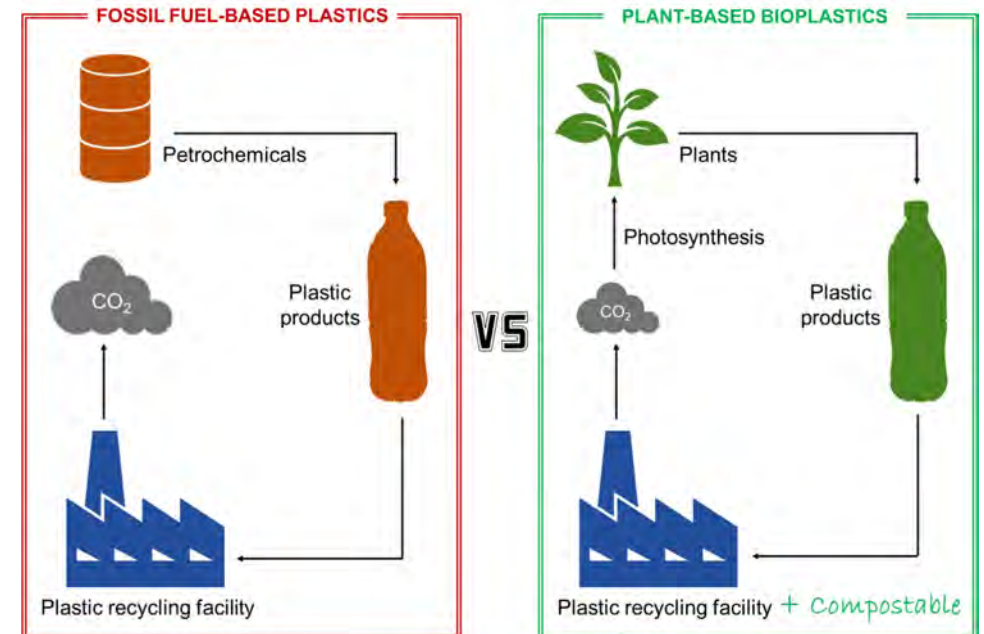 FOSSIL FUEL-BASED PLASTICS
Petrochemicals
CO₂
Plastic
products
Plastic recycling facility
VS
PLANT-BASED BIOPLASTICS
Plants
Photosynthesis
CO₂
Plastic
products
Plastic recycling facility + Compostable